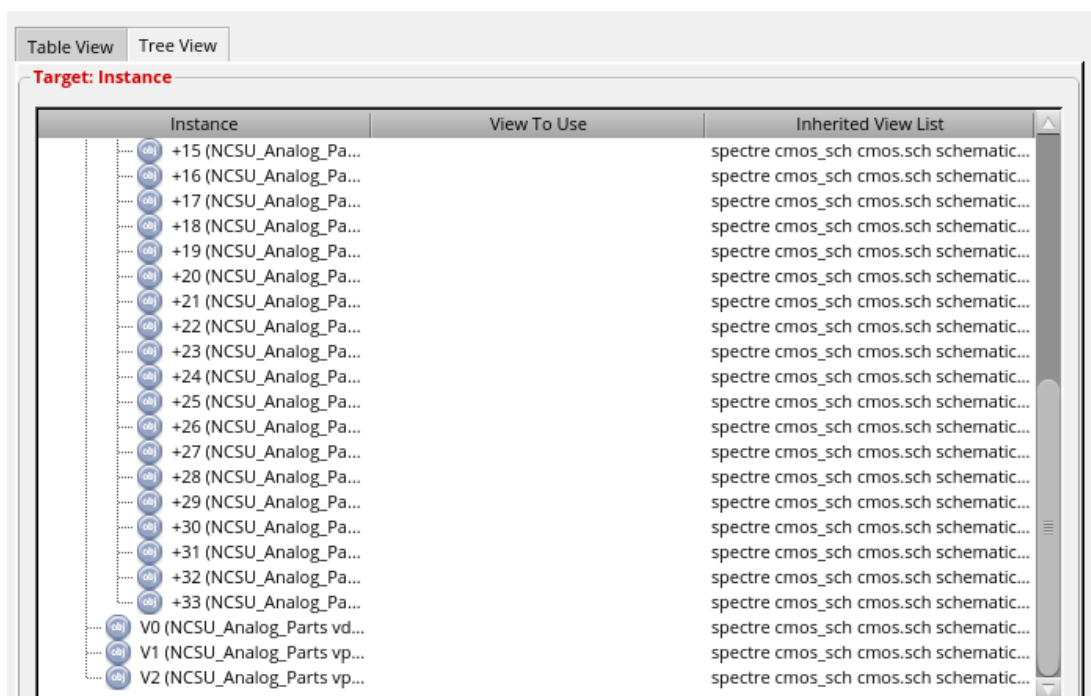 Table View Tree View
Target: Instance
Instance View To Use Inherited View List
+15 (NCSU_Analog_Pa... spectre cmos_sch cmos.sch schematic...
+16 (NCSU_Analog_Pa... spectre cmos_sch cmos.sch schematic...
+17 (NCSU_Analog_Pa... spectre cmos_sch cmos.sch schematic...
+18 (NCSU_Analog_Pa... spectre cmos_sch cmos.sch schematic...
+19 (NCSU_Analog_Pa... spectre cmos_sch cmos.sch schematic...
+20 (NCSU_Analog_Pa... spectre cmos_sch cmos.sch schematic...
+21 (NCSU_Analog_Pa... spectre cmos_sch cmos.sch schematic...
+22 (NCSU_Analog_Pa... spectre cmos_sch cmos.sch schematic...
+23 (NCSU_Analog_Pa... spectre cmos_sch cmos.sch schematic...
+24 (NCSU_Analog_Pa... spectre cmos_sch cmos.sch schematic...
+25 (NCSU_Analog_Pa... spectre cmos_sch cmos.sch schematic...
+26 (NCSU_Analog_Pa... spectre cmos_sch cmos.sch schematic...
+27 (NCSU_Analog_Pa... spectre cmos_sch cmos.sch schematic...
+28 (NCSU_Analog_Pa... spectre cmos_sch cmos.sch schematic...
+29 (NCSU_Analog_Pa... spectre cmos_sch cmos.sch schematic...
+30 (NCSU_Analog_Pa... spectre cmos_sch cmos.sch schematic...
+31 (NCSU_Analog_Pa... spectre cmos_sch cmos.sch schematic...
+32 (NCSU_Analog_Pa... spectre cmos_sch cmos.sch schematic...
+33 (NCSU_Analog_Pa... spectre cmos_sch cmos.sch schematic...
V0 (NCSU_Analog_Parts vd... spectre cmos_sch cmos.sch schematic...
V1 (NCSU_Analog_Parts vp... spectre cmos_sch cmos.sch schematic...
V2 (NCSU_Analog_Parts vp... spectre cmos_sch cmos.sch schematic...